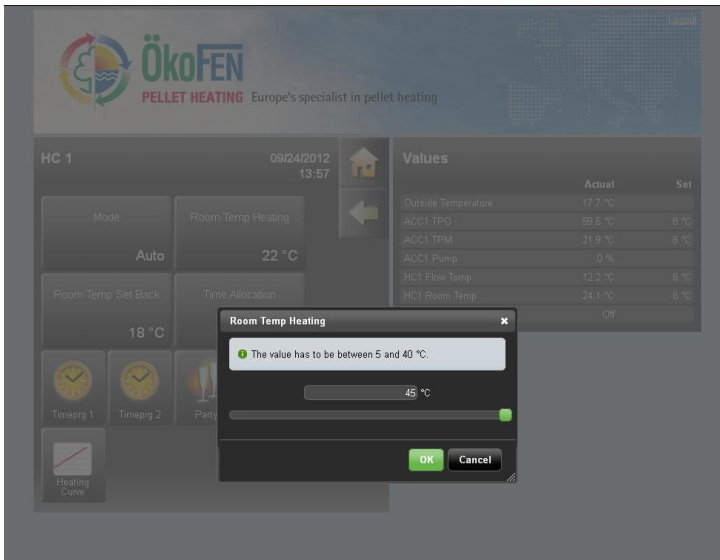 Logout
ÖkoFEN
PELLET HEATING Europe's specialist in pellet heating
HC 1
09/24/2012
13:57
Mode
Auto
Room Temp Heating
22 °C
Room Temp Set Back
18 °C
Time Allocation
Timeprg 1
Timeprg 2
Party
Heating
Curve
Values
Actual Set
Outside Temperature 17.7 °C
ACC1 TPO 59.6 °C 8 °C
ACC1 TPM 21.9 °C 8 °C
ACC1 Pump 0 %
HC1 Flow Temp 12.2 °C 8 °C
HC1 Room Temp 24.1 °C 8 °C
Off
Room Temp Heating
The value has to be between 5 and 40 °C.
45 °C
OK Cancel